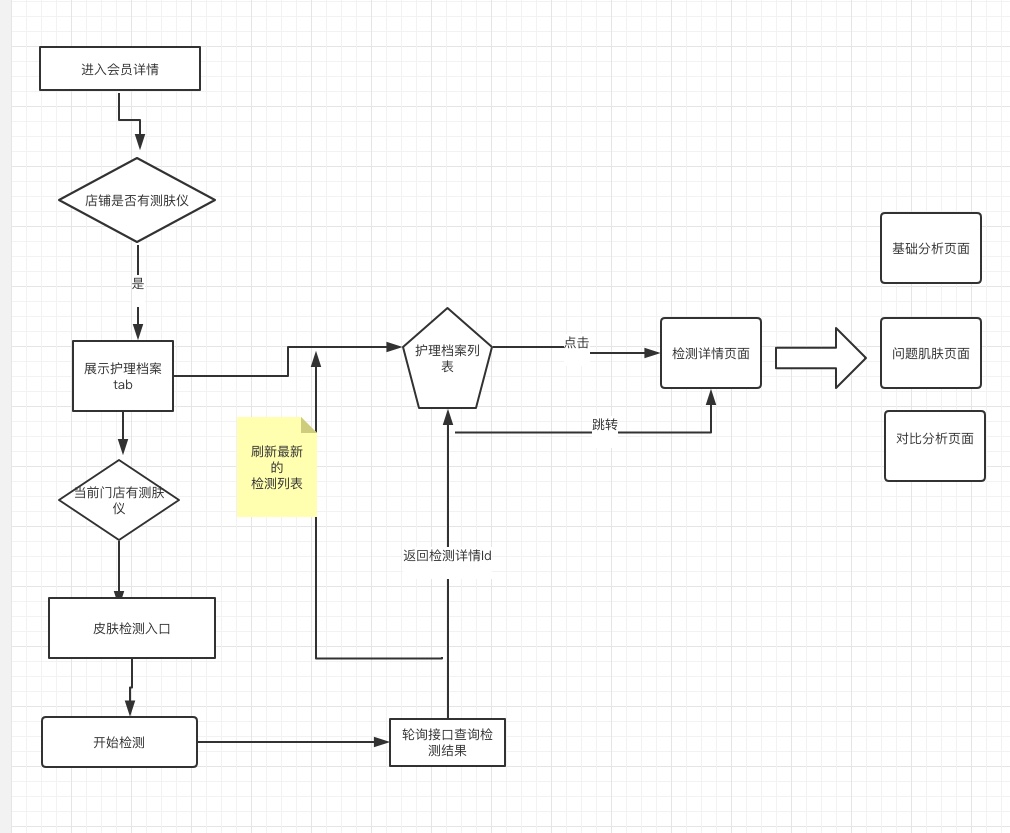 进入会员详情
店铺是否有测肤仪
是
展示护理档案
tab
当前门店有测肤
仪
皮肤检测入口
开始检测
刷新最新
的
检测列表
护理档案列
表
点击
检测详情页面
跳转
返回检测详情Id
轮询接口查询检
测结果
基础分析页面
问题肌肤页面
对比分析页面